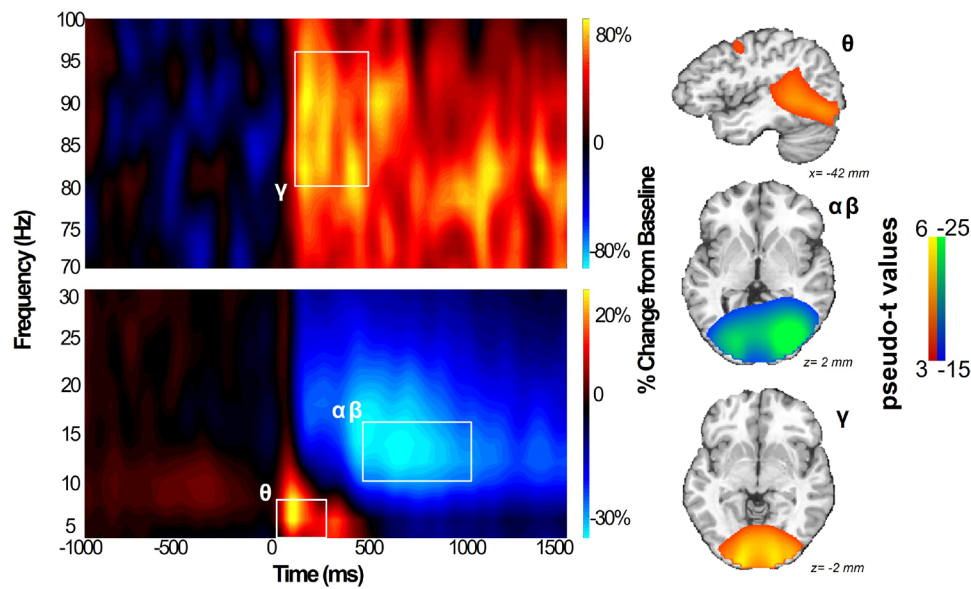 100
95
90
85
80
75
70
γ
80%
0
-80%
Frequency (Hz)
30
25
20
15
10
5
αβ
θ
20%
0
-30%
-1000 -500 0 500 1000 1500
Time (ms)
% Change from Baseline
θ
x= -42 mm
αβ
z= 2 mm
γ
z= -2 mm
6 -25
3 -15
pseudo-t values